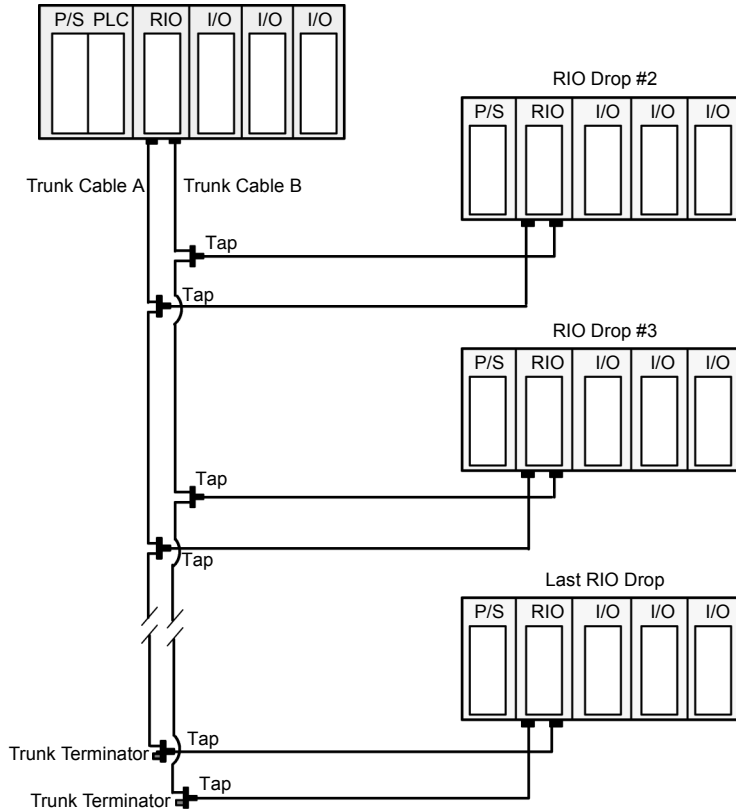 P/S PLC RIO I/O I/O I/O
RIO Drop #2
P/S RIO I/O I/O I/O
Trunk Cable A Trunk Cable B
Tap
Tap
RIO Drop #3
P/S RIO I/O I/O I/O
Tap
Tap
Last RIO Drop
P/S RIO I/O I/O I/O
Tap
Trunk Terminator
Tap
Trunk Terminator